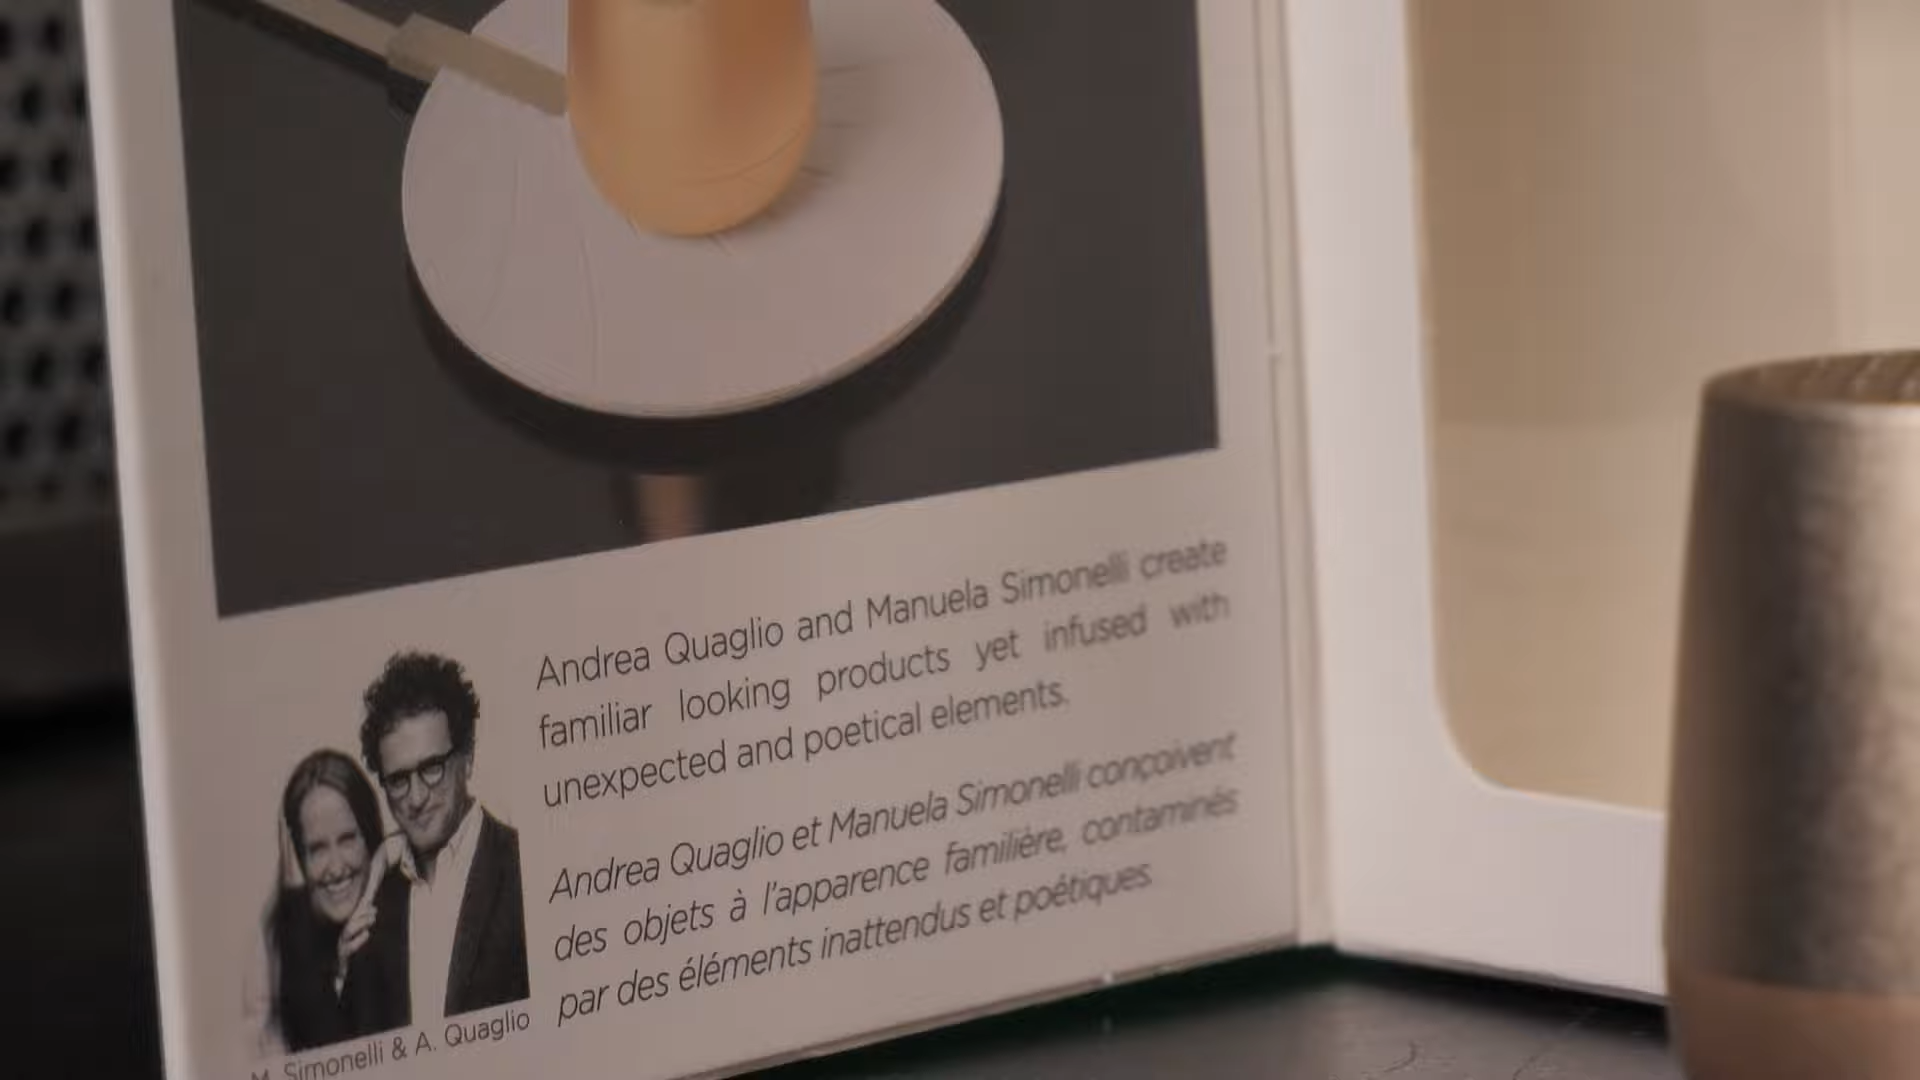 Andrea Quaglio and Manuela Simonelli create
familiar looking products yet infused with
unexpected and poetical elements.
Andrea Quaglio et Manuela Simonelli conçoivent
des objets à l'apparence familière, contaminés
par des éléments inattendus et poétiques.
M. Simonelli & A. Quaglio